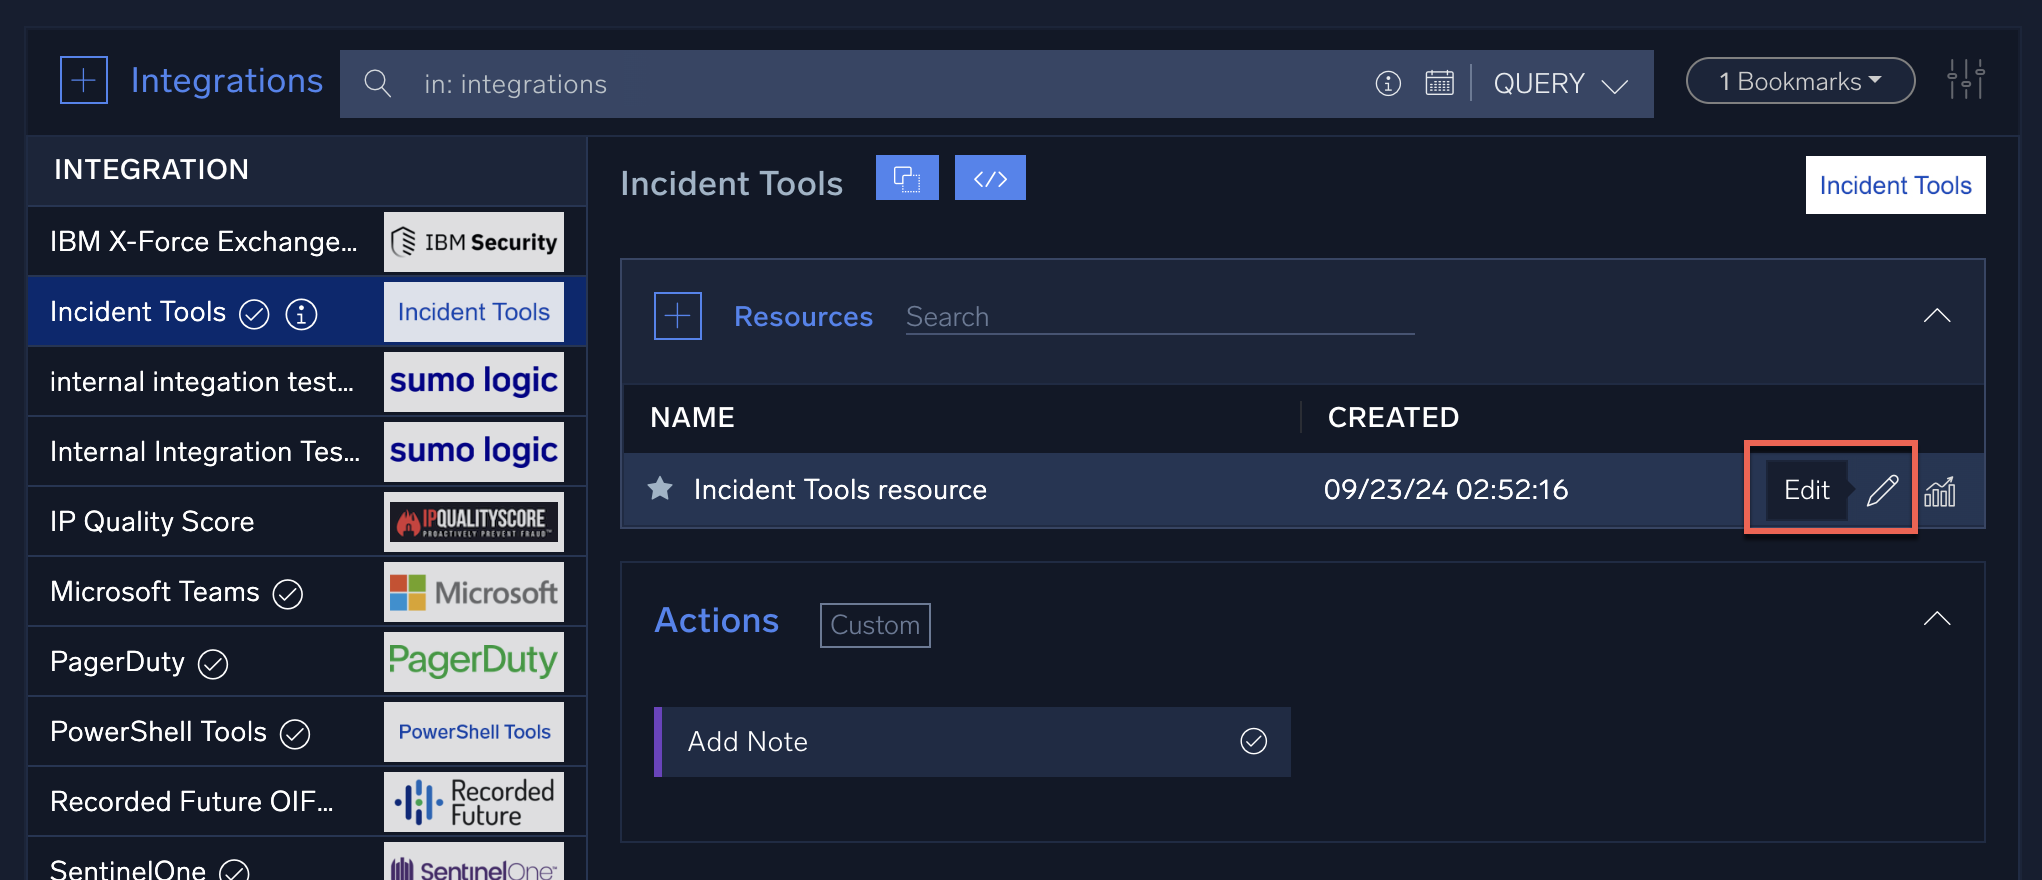 Integrations
in: integrations
QUERY
1 Bookmarks
INTEGRATION
IBM X-Force Exchange...
IBM Security
Incident Tools
Incident Tools
internal integation test...
sumo logic
Internal Integration Tes...
sumo logic
IP Quality Score
IPQUALITYSCORE
PROACTIVELY PREVENT FRAUD™
Microsoft Teams
Microsoft
PagerDuty
PagerDuty
PowerShell Tools
PowerShell Tools
Recorded Future OIF...
Recorded
Future
SentinelOne
SentinelOne™
Incident Tools
</>
Incident Tools
Resources
Search
NAME
CREATED
Incident Tools resource
09/23/24 02:52:16
Edit
Actions
Custom
Add Note